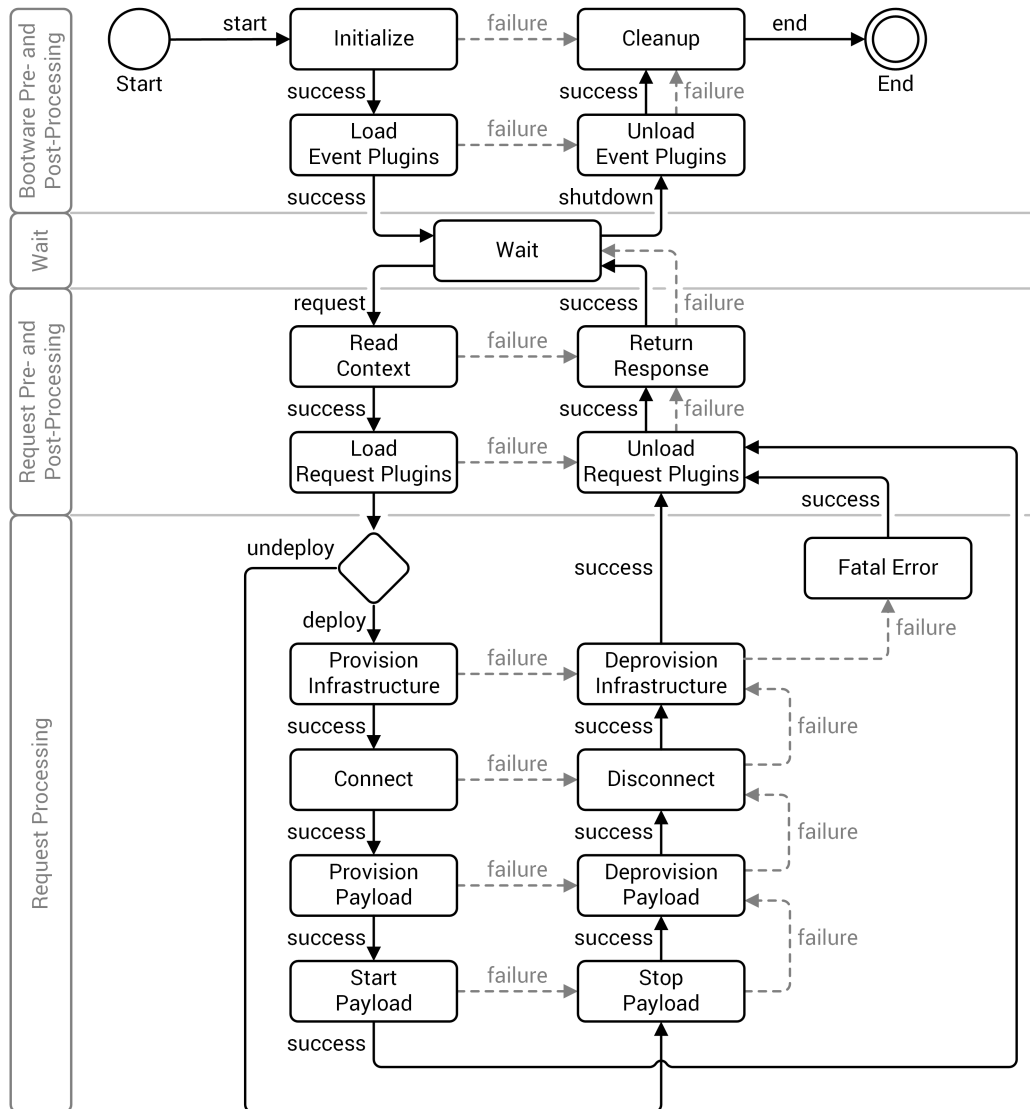 Bootware Pre- and
Post-Processing
start
Initialize
failure
Cleanup
end
Start
End
success
success
failure
Load
Event Plugins
failure
Unload
Event Plugins
success
shutdown
Wait
Wait
request
success
failure
Request Pre- and
Post-Processing
Read
Context
failure
Return
Response
success
success
failure
Load
Request Plugins
failure
Unload
Request Plugins
success
Request Processing
undeploy
success
Fatal Error
deploy
failure
Provision
Infrastructure
failure
Deprovision
Infrastructure
success
success
failure
Connect
failure
Disconnect
success
success
failure
Provision
Payload
failure
Deprovision
Payload
success
success
failure
Start
Payload
failure
Stop
Payload
success